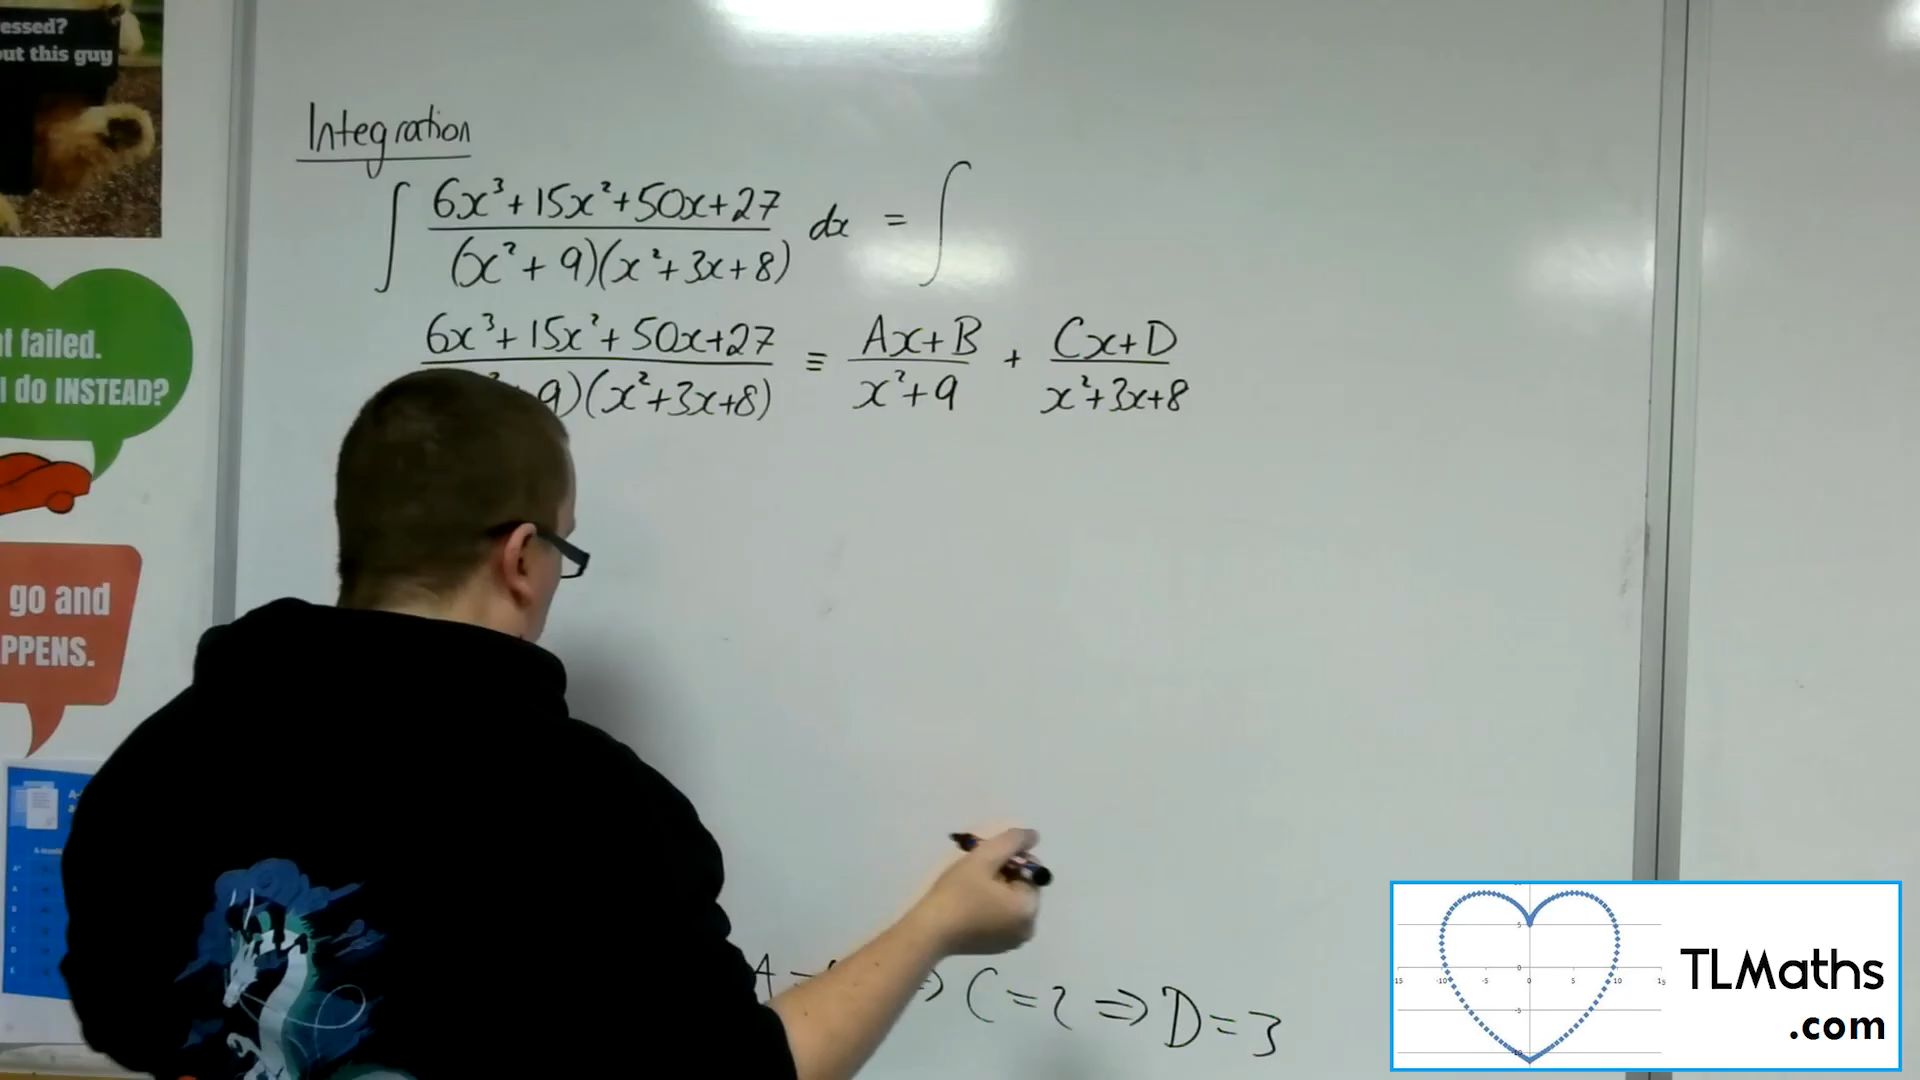 essed?
out this guy
Integration
∫ 6x³+15x²+50x+27 / (x²+9)(x²+3x+8) dx = ∫
6x³+15x²+50x+27 / 9)(x²+3x+8) ≡ Ax+B / x²+9 + Cx+D / x²+3x+8
t failed.
I do INSTEAD?
go and
PPENS.
A = ⇒ C=2 ⇒ D=3
TLMaths
.com